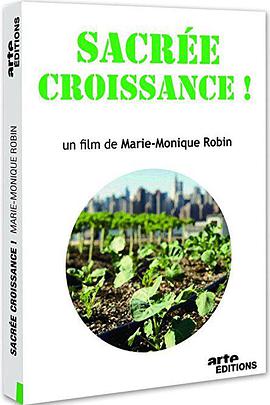 SACRÉE
CROISSANCE !
un film de Marie-Monique Robin
arte
EDITIONS
SACRÉE CROISSANCE ! MARIE-MONIQUE ROBIN
arte
EDITIONS